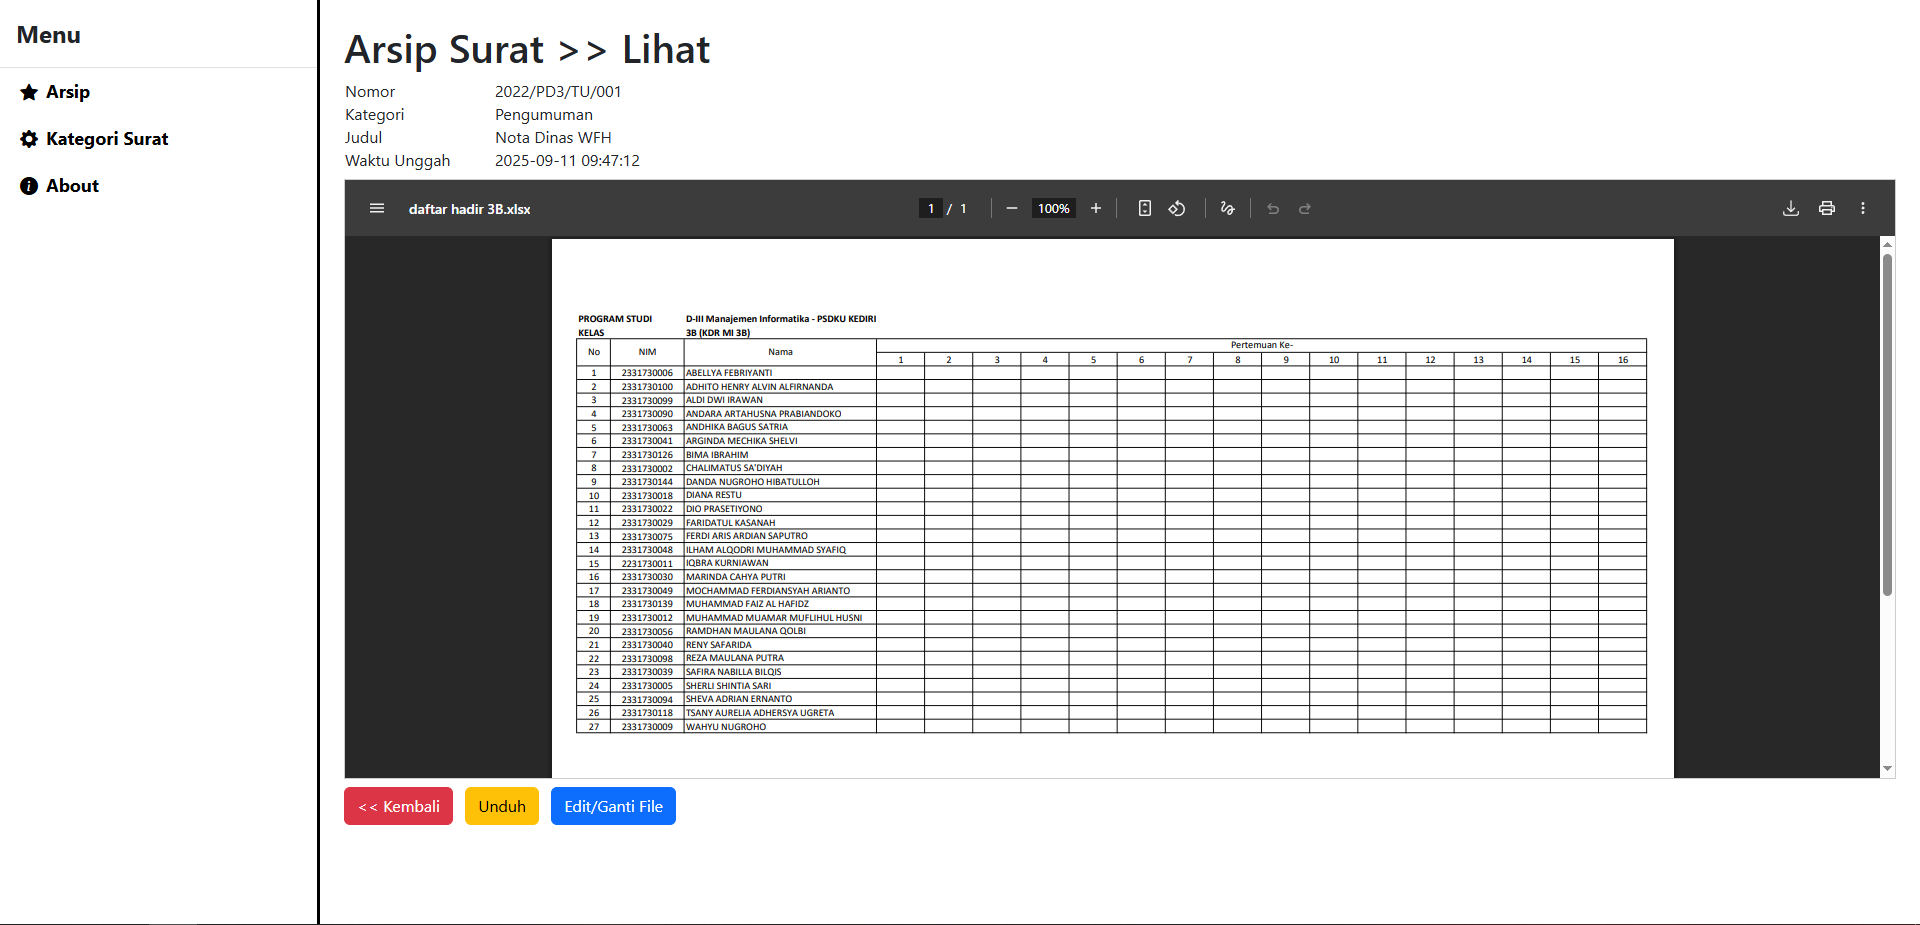 Menu
Arsip
Kategori Surat
About
Arsip Surat >> Lihat
Nomor 2022/PD3/TU/001
Kategori Pengumuman
Judul Nota Dinas WFH
Waktu Unggah 2025-09-11 09:47:12
daftar hadir 3B.xlsx 1 / 1 100%
PROGRAM STUDI D-III Manajemen Informatika - PSDKU KEDIRI
KELAS 3B (KDR MI 3B)
No NIM Nama Pertemuan Ke-
1 2 3 4 5 6 7 8 9 10 11 12 13 14 15 16
1 2331730006 ABELLYA FEBRIYANTI
2 2331730100 ADHITO HENRY ALVIN ALFIRNANDA
3 2331730099 ALDI DWI IRAWAN
4 2331730090 ANDARA ARTAHUSNA PRABIANDOKO
5 2331730063 ANDHIKA BAGUS SATRIA
6 2331730041 ARGINDA MECHIKA SHELVI
7 2331730126 BIMA IBRAHIM
8 2331730002 CHALIMATUS SA'DIYAH
9 2331730144 DANDA NUGROHO HIBATULLOH
10 2331730018 DIANA RESTU
11 2331730022 DIO PRASETIYONO
12 2331730029 FARIDATUL KASANAH
13 2331730075 FERDI ARIS ARDIAN SAPUTRO
14 2331730048 ILHAM ALQODRI MUHAMMAD SYAFIQ
15 2231730011 IQBRA KURNIAWAN
16 2331730030 MARINDA CAHYA PUTRI
17 2331730049 MOCHAMMAD FERDIANSYAH ARIANTO
18 2331730139 MUHAMMAD FAIZ AL HAFIDZ
19 2331730012 MUHAMMAD MUAMAR MUFLIHUL HUSNI
20 2331730056 RAMDHAN MAULANA QOLBI
21 2331730040 RENY SAFARIDA
22 2331730098 REZA MAULANA PUTRA
23 2331730039 SAFIRA NABILLA BILQIS
24 2331730005 SHERLI SHINTIA SARI
25 2331730094 SHEVA ADRIAN ERNANTO
26 2331730118 TSANY AURELIA ADHERSYA UGRETA
27 2331730009 WAHYU NUGROHO
<< Kembali Unduh Edit/Ganti File